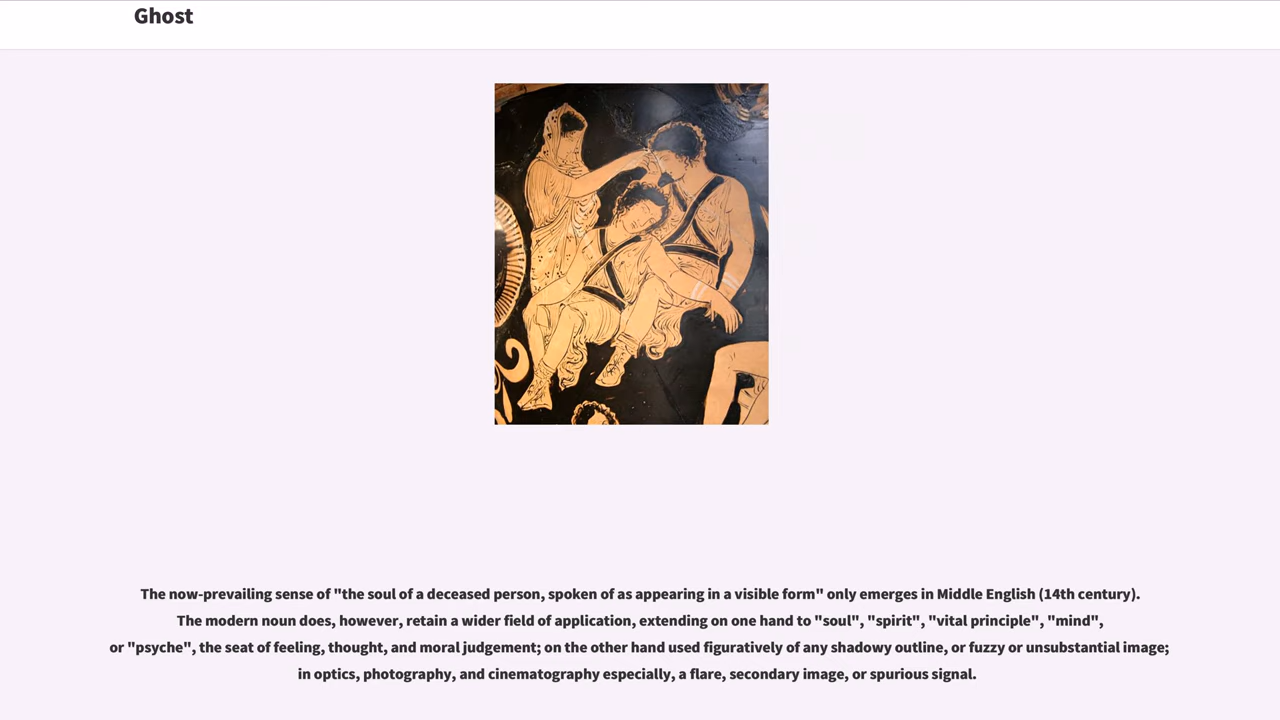 Ghost
The now-prevailing sense of "the soul of a deceased person, spoken of as appearing in a visible form" only emerges in Middle English (14th century).
The modern noun does, however, retain a wider field of application, extending on one hand to "soul", "spirit", "vital principle", "mind",
or "psyche", the seat of feeling, thought, and moral judgement; on the other hand used figuratively of any shadowy outline, or fuzzy or unsubstantial image;
in optics, photography, and cinematography especially, a flare, secondary image, or spurious signal.